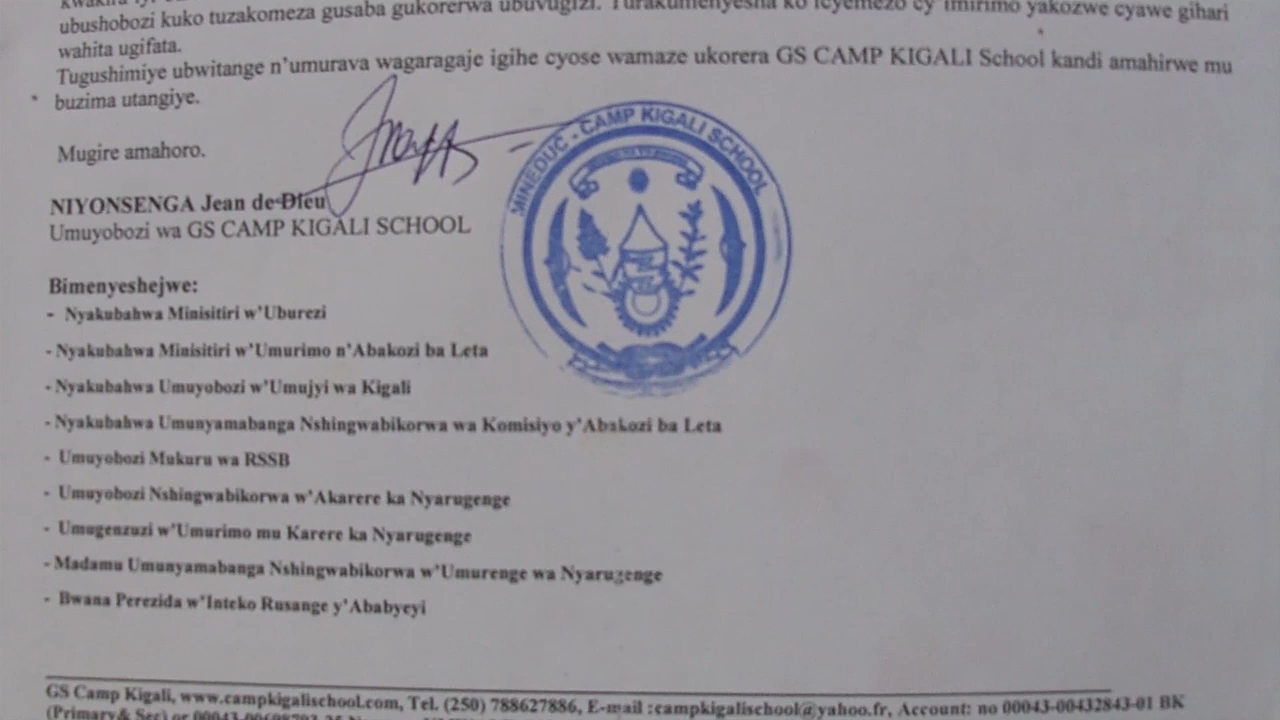 ubushobozi kuko tuzakomeza gusaba gukorerwa ubuvugizi. Turakumenyesha ko icyemezo cy'imirimo yakozwe cyawe gihari
wahita ugifata.
Tugushimiye ubwitange n'umurava wagaragaje igihe cyose wamaze ukorera GS CAMP KIGALI School kandi amahirwe mu
buzima utangiye.
Mugire amahoro.
MINEDUC - CAMP KIGALI SCHOOL
NIYONSENGA Jean de Dieu
Umuyobozi wa GS CAMP KIGALI SCHOOL
Bimenyeshejwe:
- Nyakubahwa Minisitiri w'Uburezi
- Nyakubahwa Minisitiri w'Umurimo n'Abakozi ba Leta
- Nyakubahwa Umuyobozi w'Umujyi wa Kigali
- Nyakubahwa Umunyamabanga Nshingwabikorwa wa Komisiyo y'Abakozi ba Leta
- Umuyobozi Mukuru wa RSSB
- Umuyobozi Nshingwabikorwa w'Akarere ka Nyarugenge
- Umugenzuzi w'Umurimo mu Karere ka Nyarugenge
- Madamu Umunyamabanga Nshingwabikorwa w'Umurenge wa Nyarugenge
- Bwana Perezida w'Inteko Rusange y'Ababyeyi
GS Camp Kigali, www.campkigalischool.com, Tel. (250) 788627886, E-mail :campkigalischool@yahoo.fr, Account: no 00043-00432843-01 BK
(Primary& Sec) or